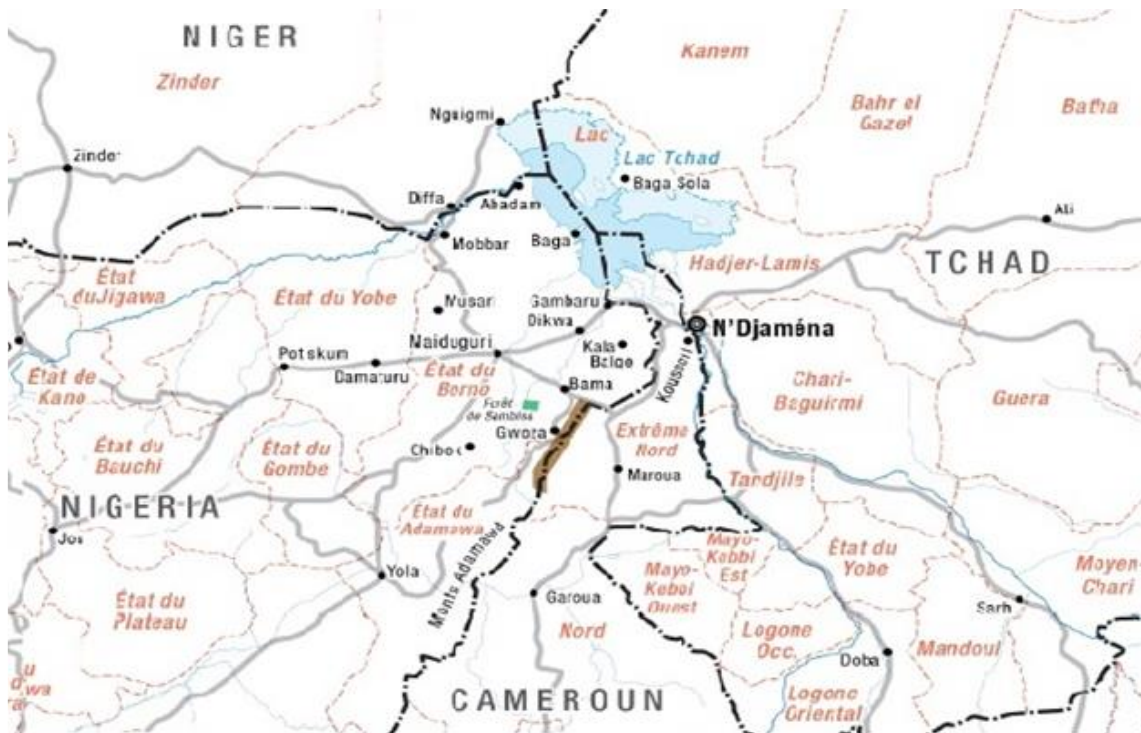 NIGER
Zinder
Kanem
Bahr el
Gazel
Batha
Nguigmi
Lac
Lac Tchad
Baga Sola
Zinder
Diffa
Abadam
Mobbar
Baga
Ati
Hadjer-Lamis
TCHAD
État
du Jigawa
État du Yobe
Musari
Gambaru
Dikwa
N'Djaména
Maiduguri
Kala
Balge
Kousseri
Potskum
Damaturu
État du
Bornö
Bama
État de
Kano
Forêt
de Sambisa
Chari-
Baguirmi
Guera
Gwoza
Extrême
Nord
Chibok
État du
Bauchi
État du
Gombe
Maroua
Tandjile
NIGERIA
État du
Adamawa
Jos
Monts Adamawa
Mayo-
Kebbi
Est
État du
Yobe
Moyen-
Chari
Yola
Mayo-
Kebbi
Ouest
État du
Plateau
Garoua
Sarh
Nord
Logone
Occ.
Mandoul
Doba
CAMEROUN
Logone
Oriental